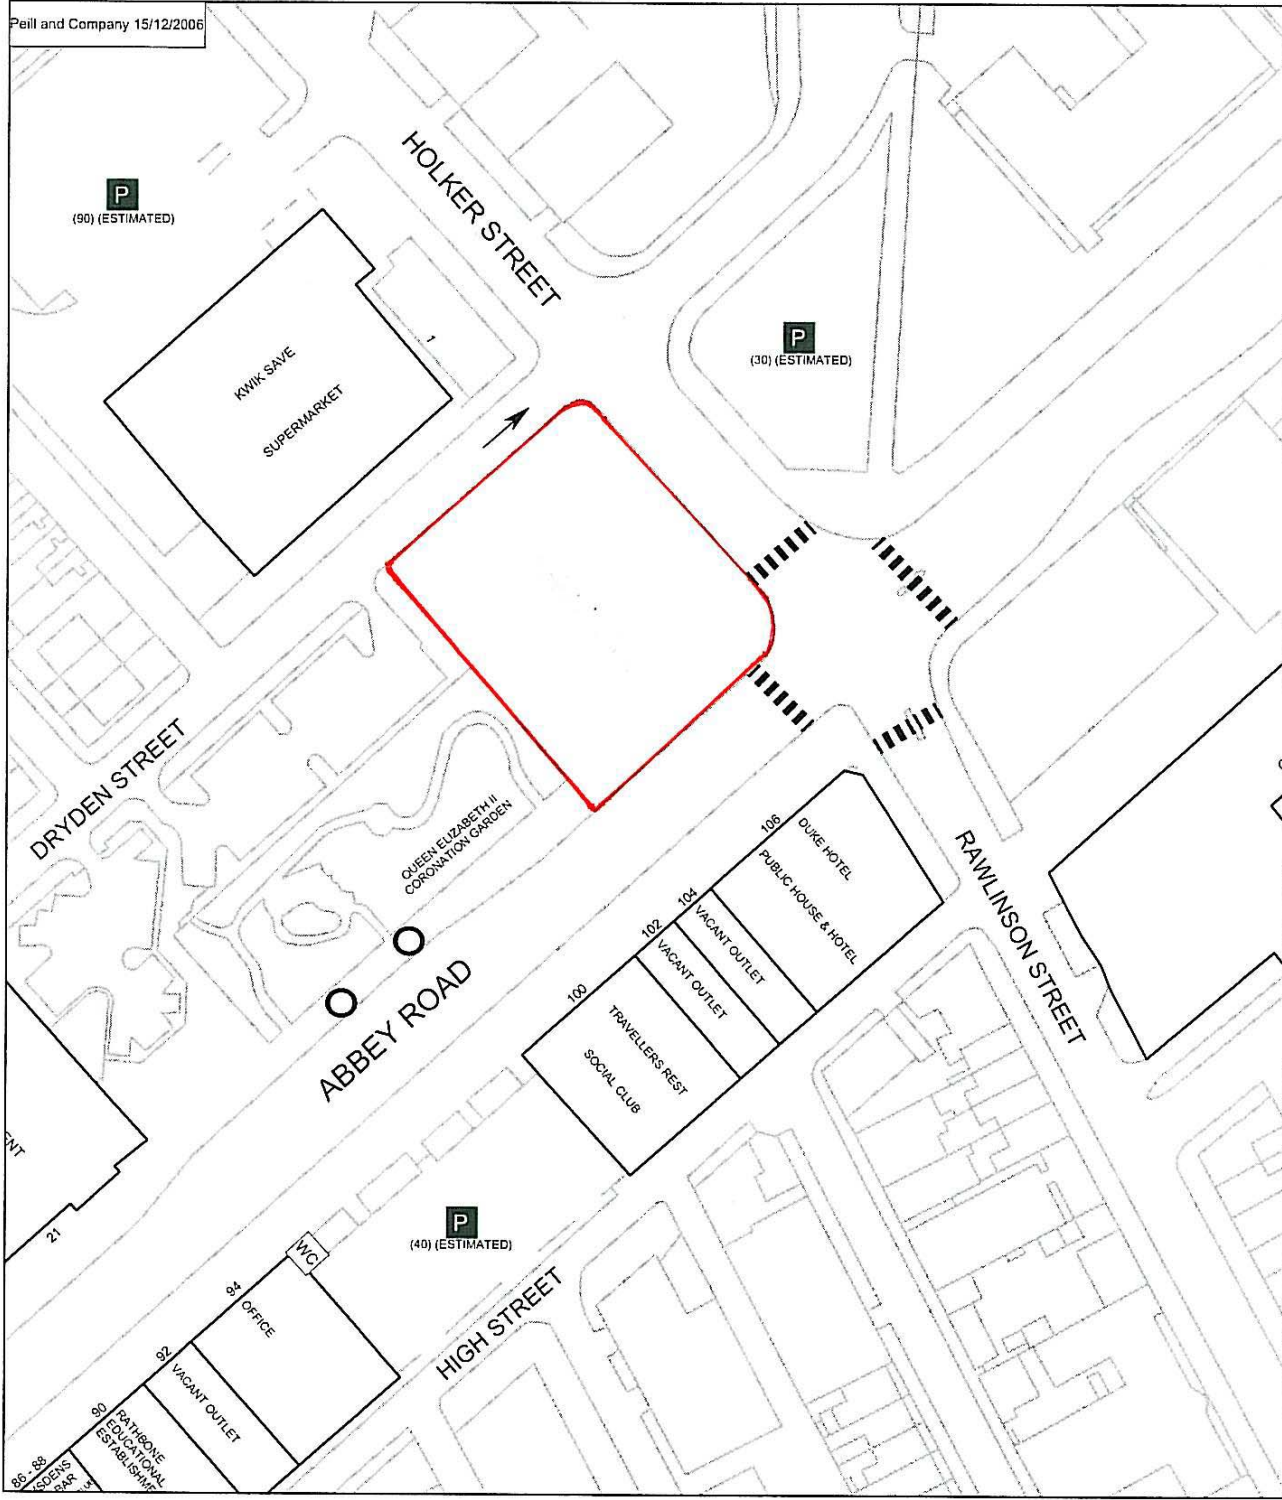 Peill and Company 15/12/2006
P
(90) (ESTIMATED)
HOLKER STREET
P
(30) (ESTIMATED)
1
KWIK SAVE
SUPERMARKET
DRYDEN STREET
QUEEN ELIZABETH II
CORONATION GARDEN
ABBEY ROAD
106
DUKE HOTEL
PUBLIC HOUSE & HOTEL
104
VACANT OUTLET
102
VACANT OUTLET
100
TRAVELLERS REST
SOCIAL CLUB
RAWLINSON STREET
21
P
(40) (ESTIMATED)
WC
HIGH STREET
94
OFFICE
92
VACANT OUTLET
90
RATHBONE
EDUCATIONAL
86 - 88
BAR